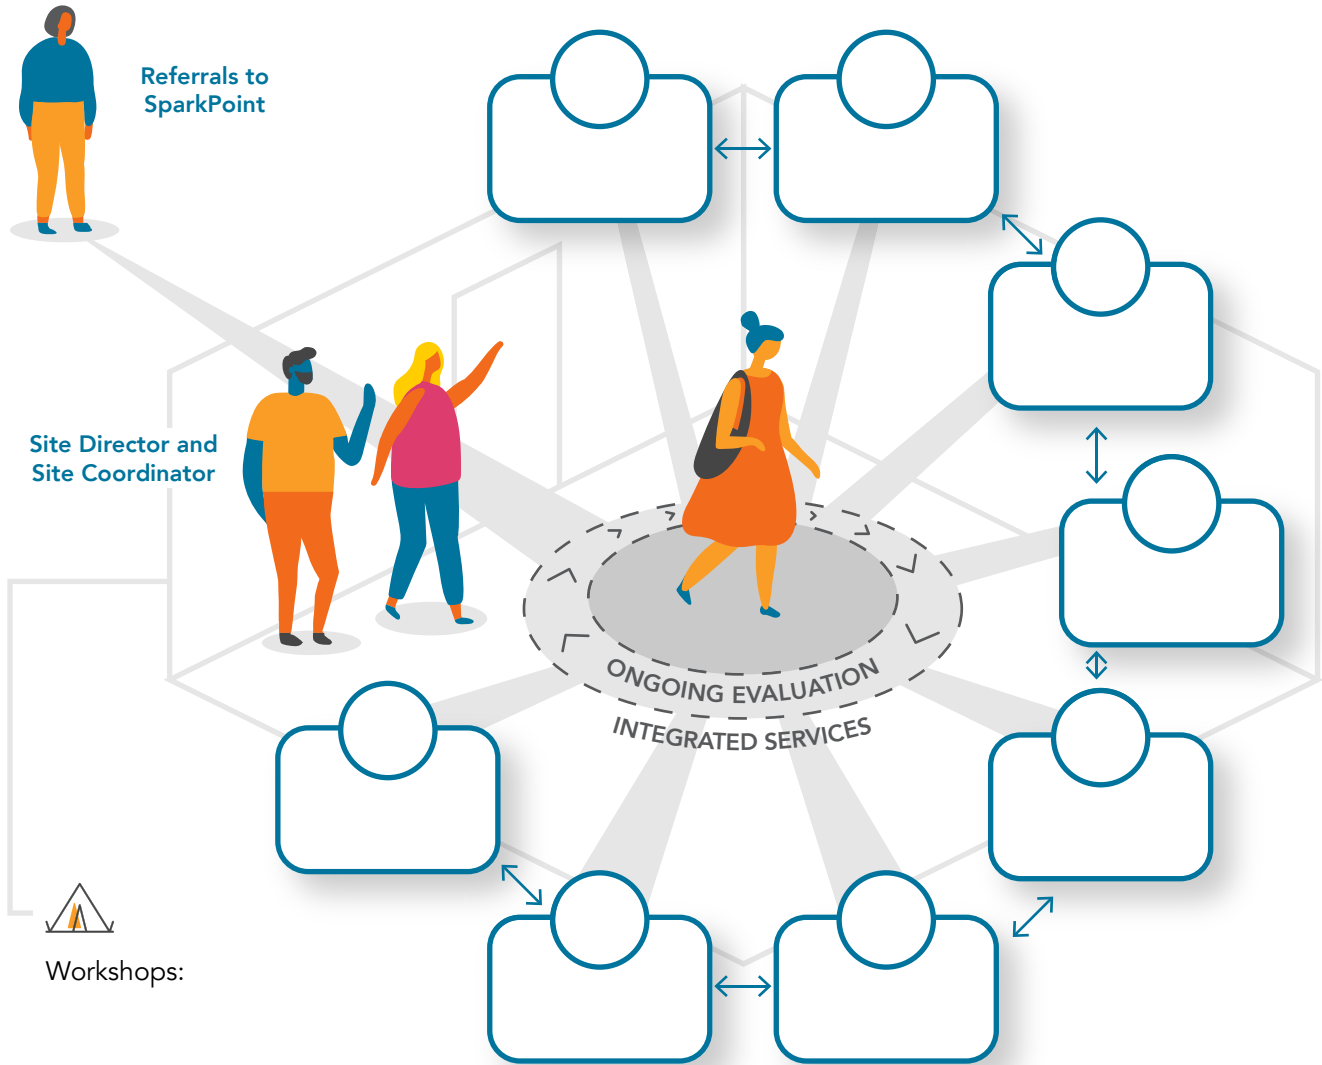 Referrals to
SparkPoint
Site Director and
Site Coordinator
ONGOING EVALUATION
INTEGRATED SERVICES
Workshops: